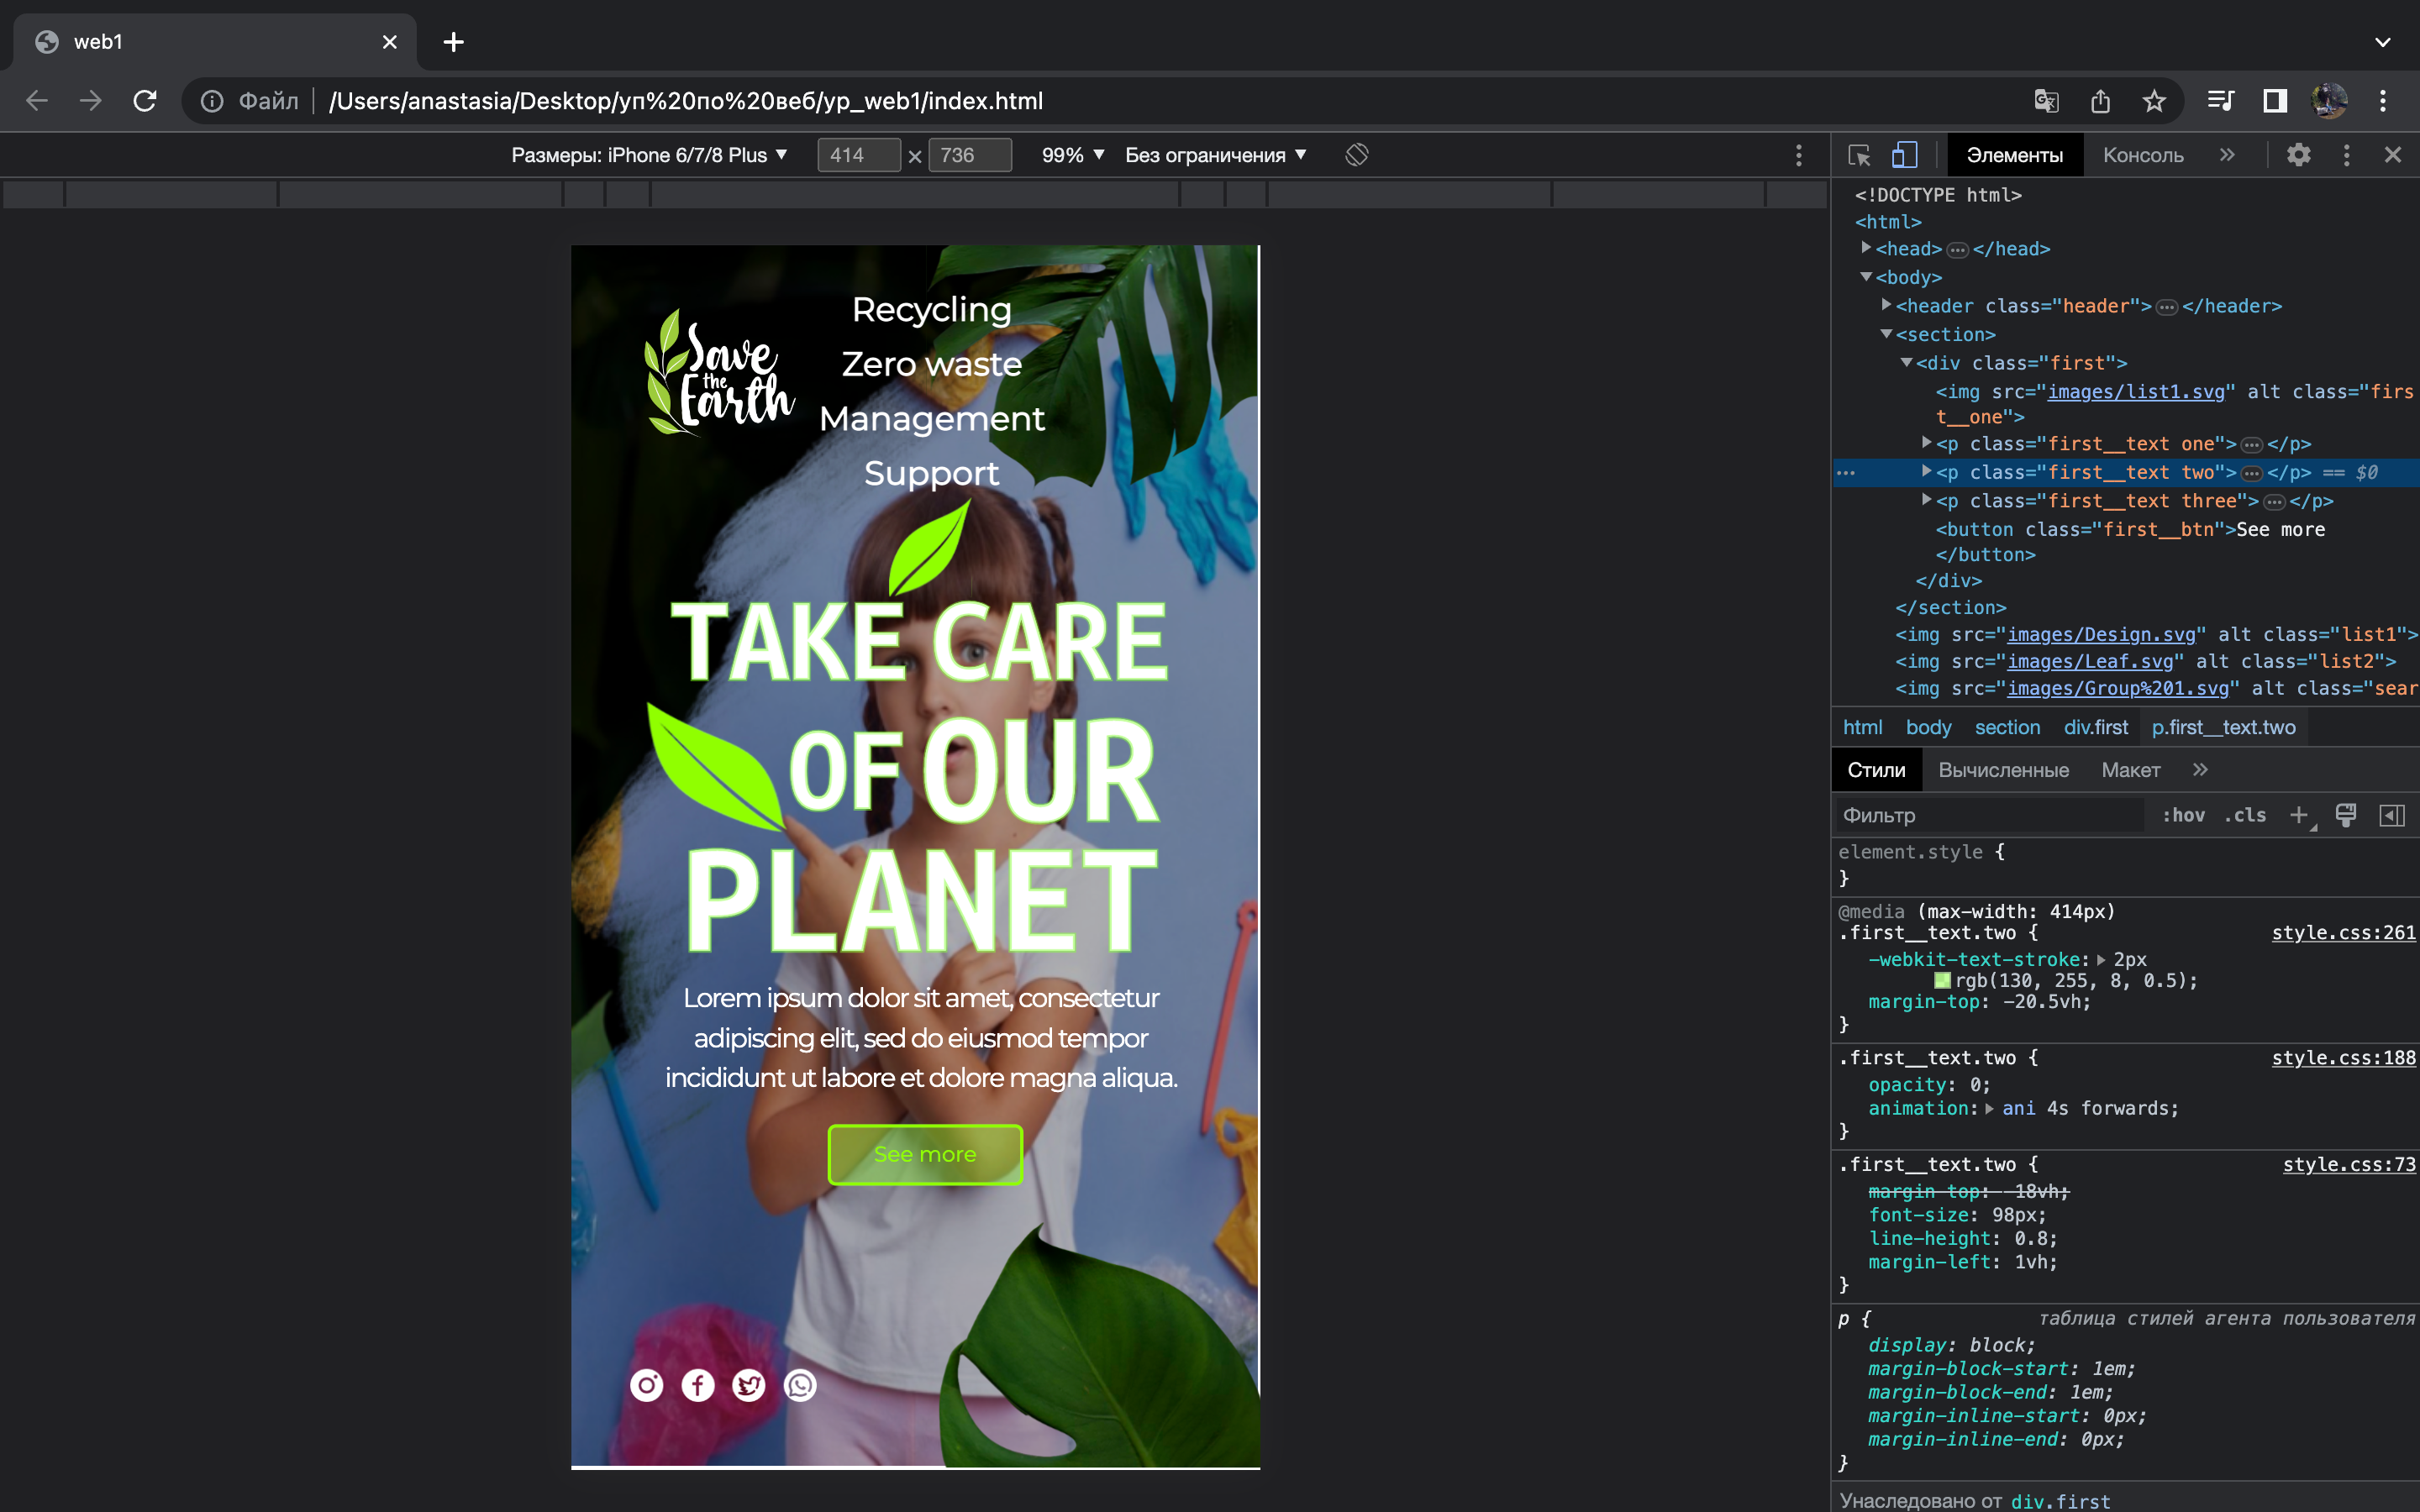 web1
Файл /Users/anastasia/Desktop/уп%20по%20веб/yp_web1/index.html
Размеры: iPhone 6/7/8 Plus ▼ 414 × 736 99% ▼ Без ограничения ▼
Элементы Консоль »
Save
the
Earth
Recycling
Zero waste
Management
Support
TAKE CARE
OF OUR
PLANET
Lorem ipsum dolor sit amet, consectetur
adipiscing elit, sed do eiusmod tempor
incididunt ut labore et dolore magna aliqua.
See more
<!DOCTYPE html>
<html>
<head>…</head>
<body>
<header class="header">…</header>
<section>
<div class="first">
<img src="images/list1.svg" alt class="firs
t__one">
<p class="first__text one">…</p>
<p class="first__text two">…</p> == $0
<p class="first__text three">…</p>
<button class="first__btn">See more
</button>
</div>
</section>
<img src="images/Design.svg" alt class="list1">
<img src="images/Leaf.svg" alt class="list2">
<img src="images/Group%201.svg" alt class="sear
html body section div.first p.first__text.two
Стили Вычисленные Макет »
Фильтр :hov .cls +
element.style {
}
@media (max-width: 414px)
.first__text.two { style.css:261
-webkit-text-stroke: 2px
rgb(130, 255, 8, 0.5);
margin-top: -20.5vh;
}
.first__text.two { style.css:188
opacity: 0;
animation: ani 4s forwards;
}
.first__text.two { style.css:73
margin-top: -18vh;
font-size: 98px;
line-height: 0.8;
margin-left: 1vh;
}
p { таблица стилей агента пользователя
display: block;
margin-block-start: 1em;
margin-block-end: 1em;
margin-inline-start: 0px;
margin-inline-end: 0px;
}
Унаследовано от div.first